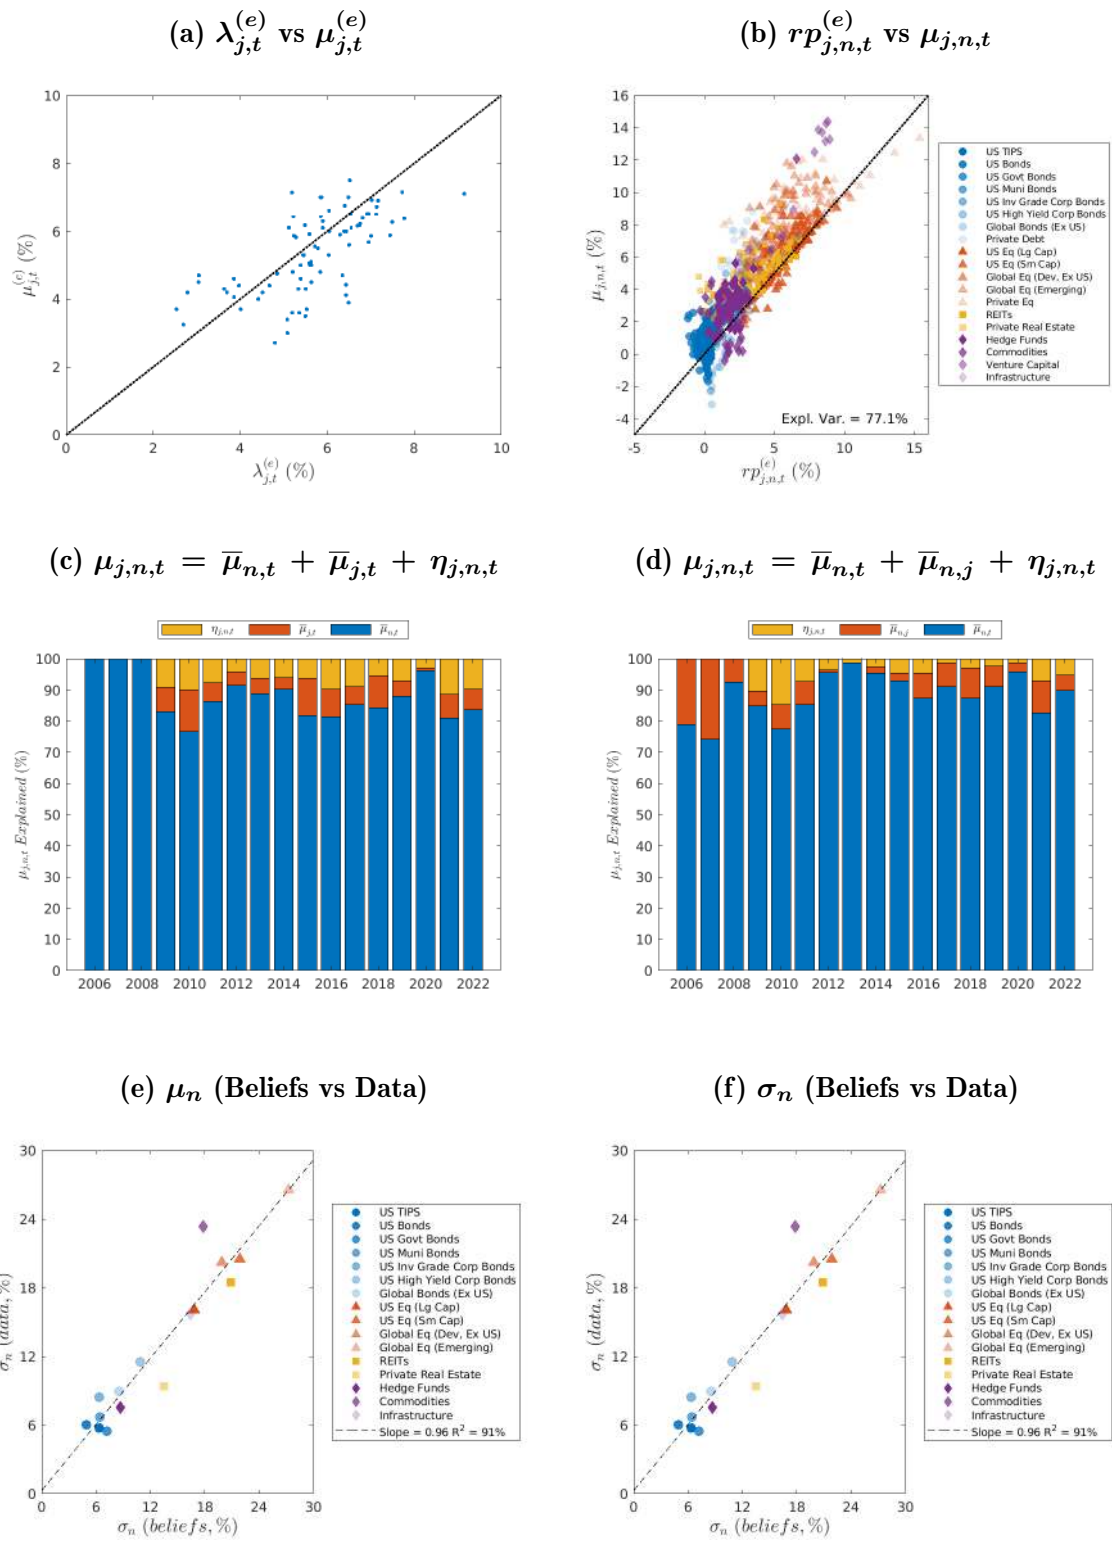 (a) λ_{j,t}^{(e)} vs μ_{j,t}^{(e)}
10
8
6
4
2
0
μ_{j,t}^{(e)} (%)
0 2 4 6 8 10
λ_{j,t}^{(e)} (%)
(b) rp_{j,n,t}^{(e)} vs μ_{j,n,t}
16
14
12
10
8
6
4
2
0
-2
-4
μ_{j,n,t} (%)
Expl. Var. = 77.1%
-5 0 5 10 15
rp_{j,n,t}^{(e)} (%)
US TIPS
US Bonds
US Govt Bonds
US Muni Bonds
US Inv Grade Corp Bonds
US High Yield Corp Bonds
Global Bonds (Ex US)
Private Debt
US Eq (Lg Cap)
US Eq (Sm Cap)
Global Eq (Dev, Ex US)
Global Eq (Emerging)
Private Eq
REITs
Private Real Estate
Hedge Funds
Commodities
Venture Capital
Infrastructure
(c) μ_{j,n,t} = μ̅_{n,t} + μ̅_{j,t} + η_{j,n,t}
η_{j,n,t} μ̅_{j,t} μ̅_{n,t}
100
90
80
70
60
50
40
30
20
10
0
μ_{j,n,t} Explained (%)
2006 2008 2010 2012 2014 2016 2018 2020 2022
(d) μ_{j,n,t} = μ̅_{n,t} + μ̅_{n,j} + η_{j,n,t}
η_{j,n,t} μ̅_{n,j} μ̅_{n,t}
100
90
80
70
60
50
40
30
20
10
0
μ_{j,n,t} Explained (%)
2006 2008 2010 2012 2014 2016 2018 2020 2022
(e) μ_n (Beliefs vs Data)
30
24
18
12
6
0
σ_n (data, %)
0 6 12 18 24 30
σ_n (beliefs, %)
US TIPS
US Bonds
US Govt Bonds
US Muni Bonds
US Inv Grade Corp Bonds
US High Yield Corp Bonds
Global Bonds (Ex US)
US Eq (Lg Cap)
US Eq (Sm Cap)
Global Eq (Dev, Ex US)
Global Eq (Emerging)
REITs
Private Real Estate
Hedge Funds
Commodities
Infrastructure
Slope = 0.96 R² = 91%
(f) σ_n (Beliefs vs Data)
30
24
18
12
6
0
σ_n (data, %)
0 6 12 18 24 30
σ_n (beliefs, %)
US TIPS
US Bonds
US Govt Bonds
US Muni Bonds
US Inv Grade Corp Bonds
US High Yield Corp Bonds
Global Bonds (Ex US)
US Eq (Lg Cap)
US Eq (Sm Cap)
Global Eq (Dev, Ex US)
Global Eq (Emerging)
REITs
Private Real Estate
Hedge Funds
Commodities
Infrastructure
Slope = 0.96 R² = 91%